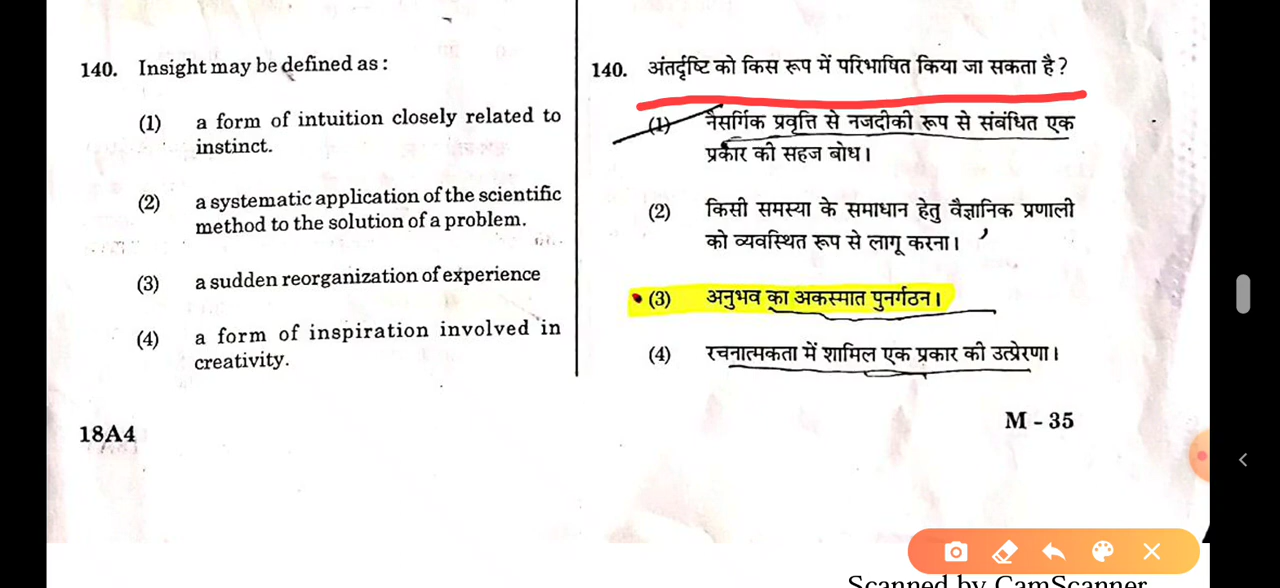 140. Insight may be defined as :
(1) a form of intuition closely related to
instinct.
(2) a systematic application of the scientific
method to the solution of a problem.
(3) a sudden reorganization of experience
(4) a form of inspiration involved in
creativity.
18A4
140. अंतर्दृष्टि को किस रूप में परिभाषित किया जा सकता है ?
(1) नैसर्गिक प्रवृत्ति से नजदीकी रूप से संबंधित एक
प्रकार की सहज बोध।
(2) किसी समस्या के समाधान हेतु वैज्ञानिक प्रणाली
को व्यवस्थित रूप से लागू करना।
(3) अनुभव का अकस्मात पुनर्गठन।
(4) रचनात्मकता में शामिल एक प्रकार की उत्प्रेरणा।
M - 35
Scanned by CamScanner